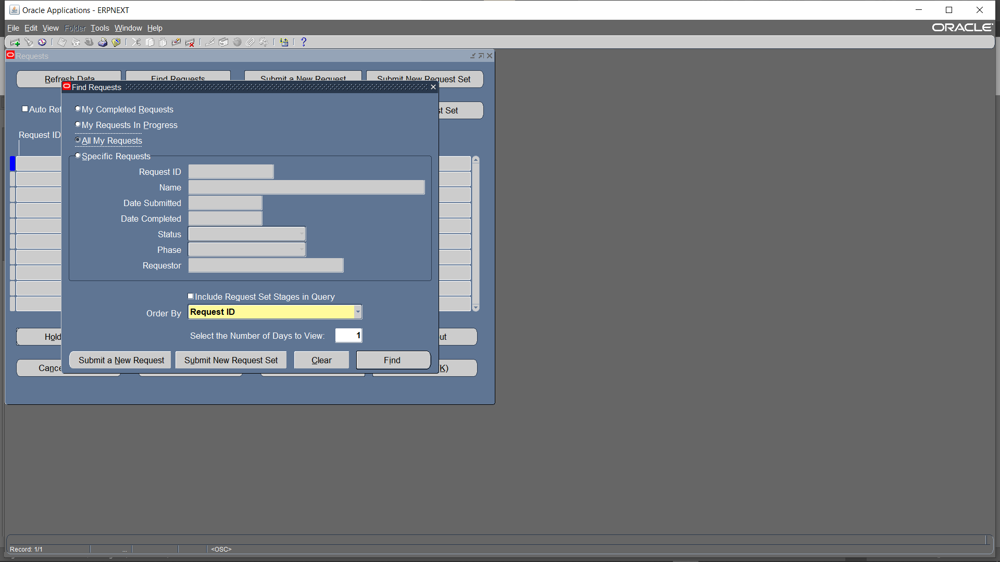 Oracle Applications - ERPNEXT
File Edit View Folder Tools Window Help
ORACLE
Requests
Refresh Data Find Requests Submit a New Request Submit New Request Set
Find Requests
Auto Ref
My Completed Requests
st Set
My Requests In Progress
Request ID
All My Requests
Specific Requests
Request ID
Name
Date Submitted
Date Completed
Status
Phase
Requestor
Include Request Set Stages in Query
Order By Request ID
Select the Number of Days to View: 1
Hold
ut
Submit a New Request Submit New Request Set Clear Find
Cance
K)
Record: 1/1 ... <OSC>